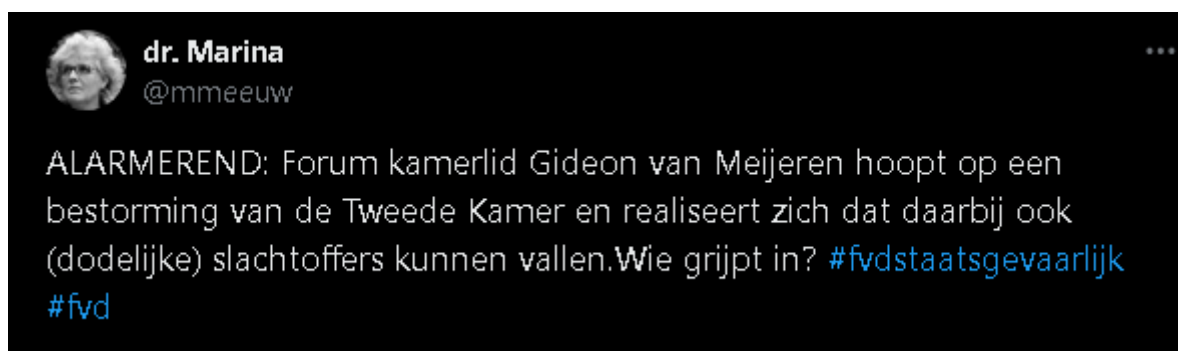 dr. Marina
@mmeeuw
ALARMEREND: Forum kamerlid Gideon van Meijeren hoopt op een
bestorming van de Tweede Kamer en realiseert zich dat daarbij ook
(dodelijke) slachtoffers kunnen vallen.Wie grijpt in? #fvdstaatsgevaarlijk
#fvd